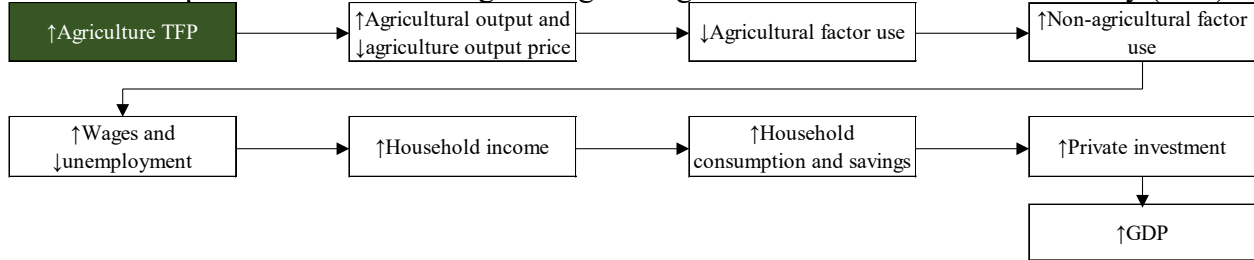 ↑Agriculture TFP
↑Agricultural output and
↓agriculture output price
↓Agricultural factor use
↑Non-agricultural factor
use
↑Wages and
↓unemployment
↑Household income
↑Household
consumption and savings
↑Private investment
↑GDP